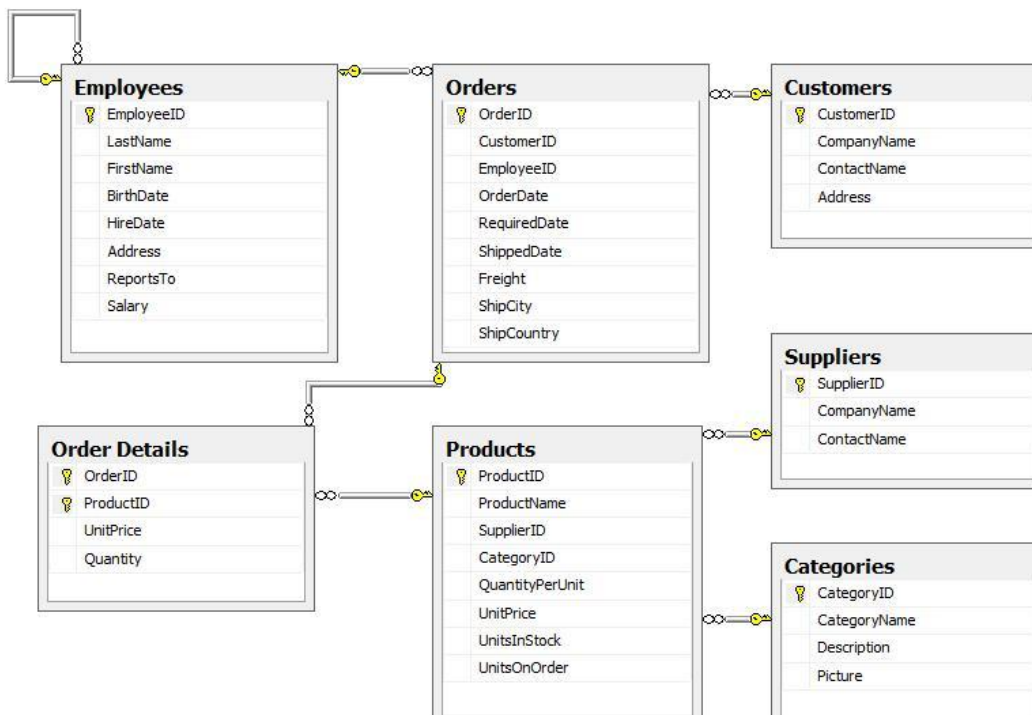 Employees
EmployeeID
LastName
FirstName
BirthDate
HireDate
Address
ReportsTo
Salary
Orders
OrderID
CustomerID
EmployeeID
OrderDate
RequiredDate
ShippedDate
Freight
ShipCity
ShipCountry
Customers
CustomerID
CompanyName
ContactName
Address
Suppliers
SupplierID
CompanyName
ContactName
Order Details
OrderID
ProductID
UnitPrice
Quantity
Products
ProductID
ProductName
SupplierID
CategoryID
QuantityPerUnit
UnitPrice
UnitsInStock
UnitsOnOrder
Categories
CategoryID
CategoryName
Description
Picture